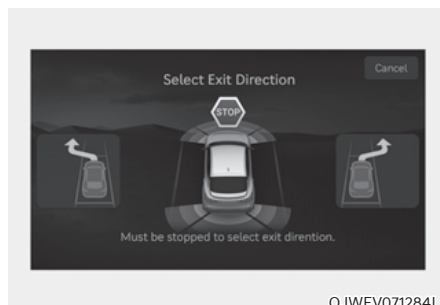 Cancel
Select Exit Direction
STOP
Must be stopped to select exit dirention.
OJWEV071284L